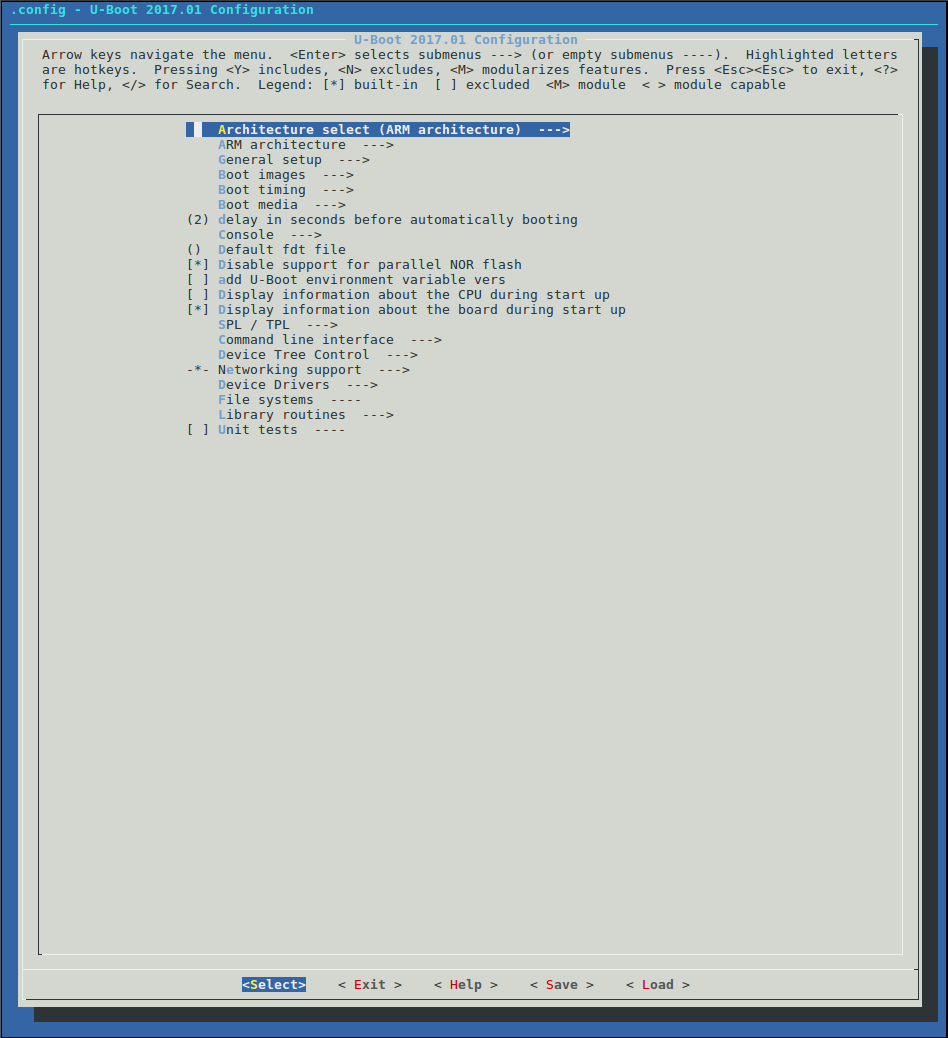 .config - U-Boot 2017.01 Configuration
U-Boot 2017.01 Configuration
Arrow keys navigate the menu.  <Enter> selects submenus ---> (or empty submenus ----).  Highlighted letters
are hotkeys.  Pressing <Y> includes, <N> excludes, <M> modularizes features.  Press <Esc><Esc> to exit, <?>
for Help, </> for Search.  Legend: [*] built-in  [ ] excluded  <M> module  < > module capable
Architecture select (ARM architecture)  --->
ARM architecture  --->
General setup  --->
Boot images  --->
Boot timing  --->
Boot media  --->
(2) delay in seconds before automatically booting
Console  --->
()  Default fdt file
[*] Disable support for parallel NOR flash
[ ] add U-Boot environment variable vers
[ ] Display information about the CPU during start up
[*] Display information about the board during start up
SPL / TPL  --->
Command line interface  --->
Device Tree Control  --->
-*- Networking support  --->
Device Drivers  --->
File systems  ----
Library routines  --->
[ ] Unit tests  ----
<Select>    < Exit >    < Help >    < Save >    < Load >